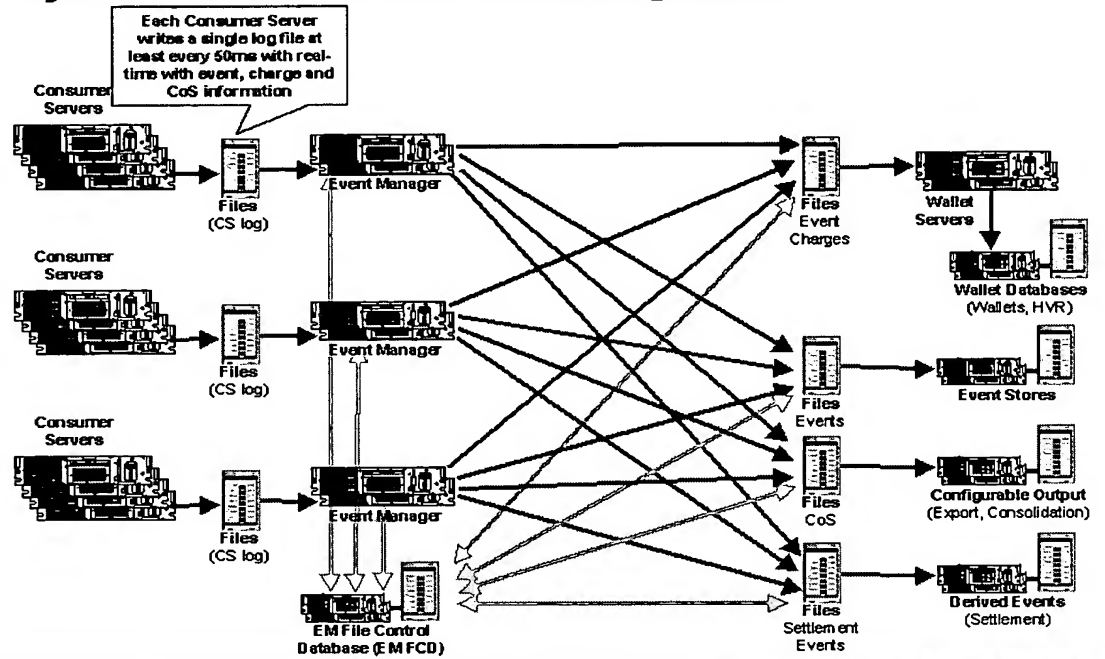 Each Consumer Server
writes a single log file at
least every 50ms with real-
time with event, charge and
CoS information
Consumer
Servers
Files
(CS log)
Event Manager
Files
Event
Charges
Wallet
Servers
Wallet Databases
(Wallets, HVR)
Consumer
Servers
Files
(CS log)
Event Manager
Files
Events
Event Stores
Consumer
Servers
Files
(CS log)
Event Manager
Files
CoS
Configurable Output
(Export, Consolidation)
EM File Control
Database (EMFCD)
Files
Settlement
Events
Derived Events
(Settlement)